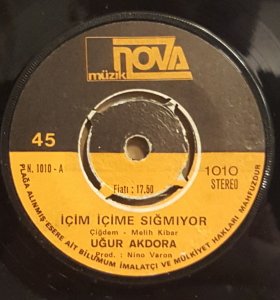 NOVA
müzik
45
N. 1010 - A
1010
STEREO
Fiatı : 17.50
İÇİM İÇİME SIĞMIYOR
Çiğdem - Melih Kibar
UĞUR AKDORA
Prod. : Nino Varon
PLAĞA ALINMIŞ ESERE AİT BİLUMUM İMALATÇI VE MÜLKİYET HAKLARI MAHFUZDUR